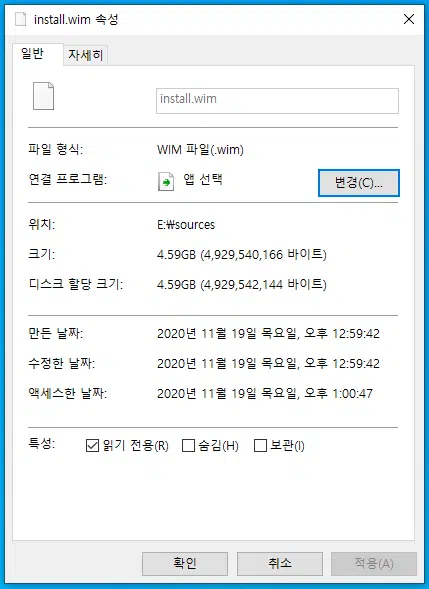 install.wim 속성
일반 자세히
install.wim
파일 형식: WIM 파일(.wim)
연결 프로그램: 앱 선택 변경(C)...
위치: E:₩sources
크기: 4.59GB (4,929,540,166 바이트)
디스크 할당 크기: 4.59GB (4,929,542,144 바이트)
만든 날짜: 2020년 11월 19일 목요일, 오후 12:59:42
수정한 날짜: 2020년 11월 19일 목요일, 오후 12:59:42
액세스한 날짜: 2020년 11월 19일 목요일, 오후 1:00:47
특성: 읽기 전용(R) 숨김(H) 보관(I)
확인 취소 적용(A)